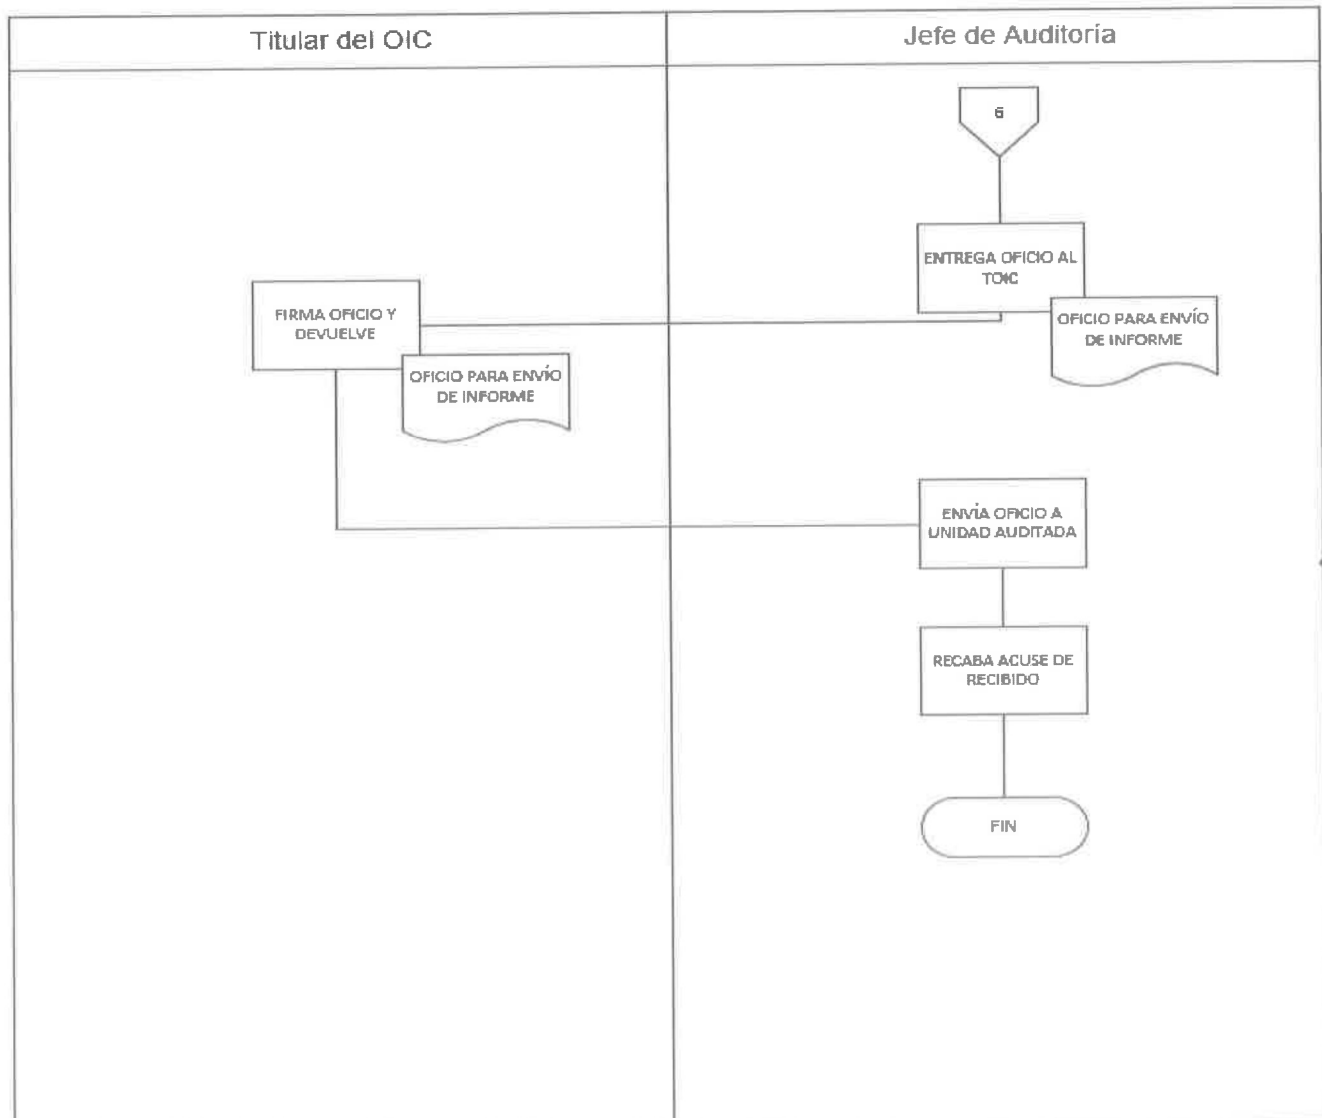 Titular del OIC
Jefe de Auditoría
6
ENTREGA OFICIO AL
TOIC
OFICIO PARA ENVÍO
DE INFORME
FIRMA OFICIO Y
DEVUELVE
OFICIO PARA ENVÍO
DE INFORME
ENVÍA OFICIO A
UNIDAD AUDITADA
RECABA ACUSE DE
RECIBIDO
FIN